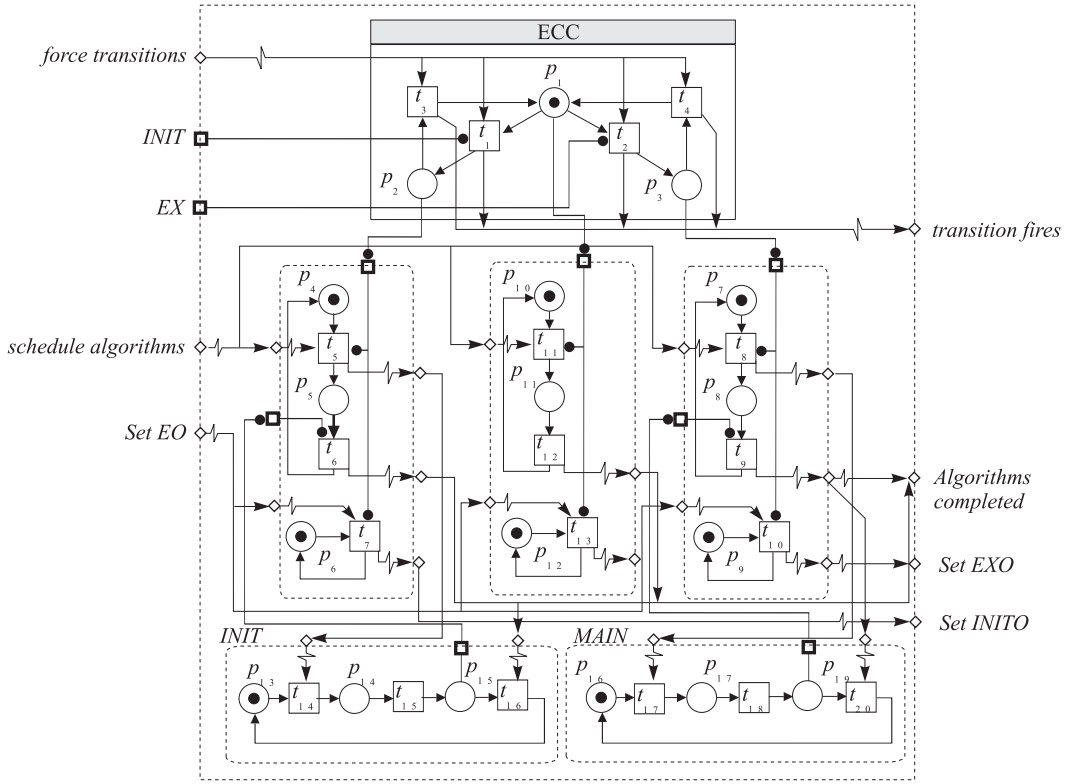 ECC
force transitions
p1
t3
t4
INIT
t1
t2
p2
p3
EX
transition fires
p4
p10
p7
schedule algorithms
t5
t11
t8
p5
p11
p8
Set EO
t6
t12
t9
Algorithms
completed
t7
t13
t10
p6
p12
p9
Set EXO
Set INITO
INIT
MAIN
p13
p14
p15
p16
p17
p19
t14
t15
t16
t17
t18
t20